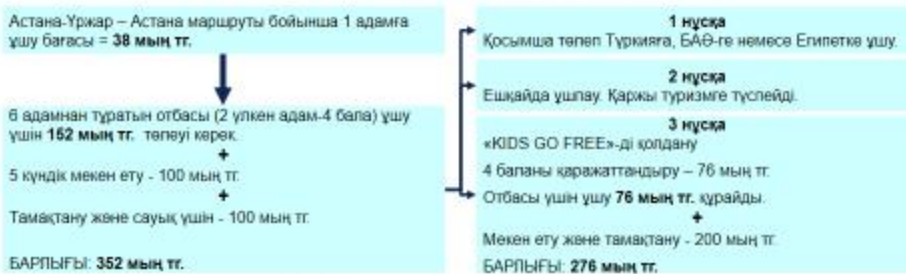 Астана-Үржар – Астана маршруты бойынша 1 адамға
ұшу бағасы = 38 мың тг.
6 адамнан тұратын отбасы (2 үлкен адам-4 бала) ұшу
үшін 152 мың тг. төлеуі керек.
+
5 күндік мекен ету - 100 мың тг.
+
Тамақтану және сауық үшін - 100 мың тг.
БАРЛЫҒЫ: 352 мың тг.
1 нұсқа
Қосымша төлеп Түркияға, БАӘ-ге немесе Египетке ұшу.
2 нұсқа
Ешқайда ұшпау. Қаржы туризмге түспейді.
3 нұсқа
«KIDS GO FREE»-ді қолдану
4 баланы қаражаттандыру – 76 мың тг.
Отбасы үшін ұшу 76 мың тг. құрайды.
+
Мекен ету және тамақтану - 200 мың тг.
БАРЛЫҒЫ: 276 мың тг.